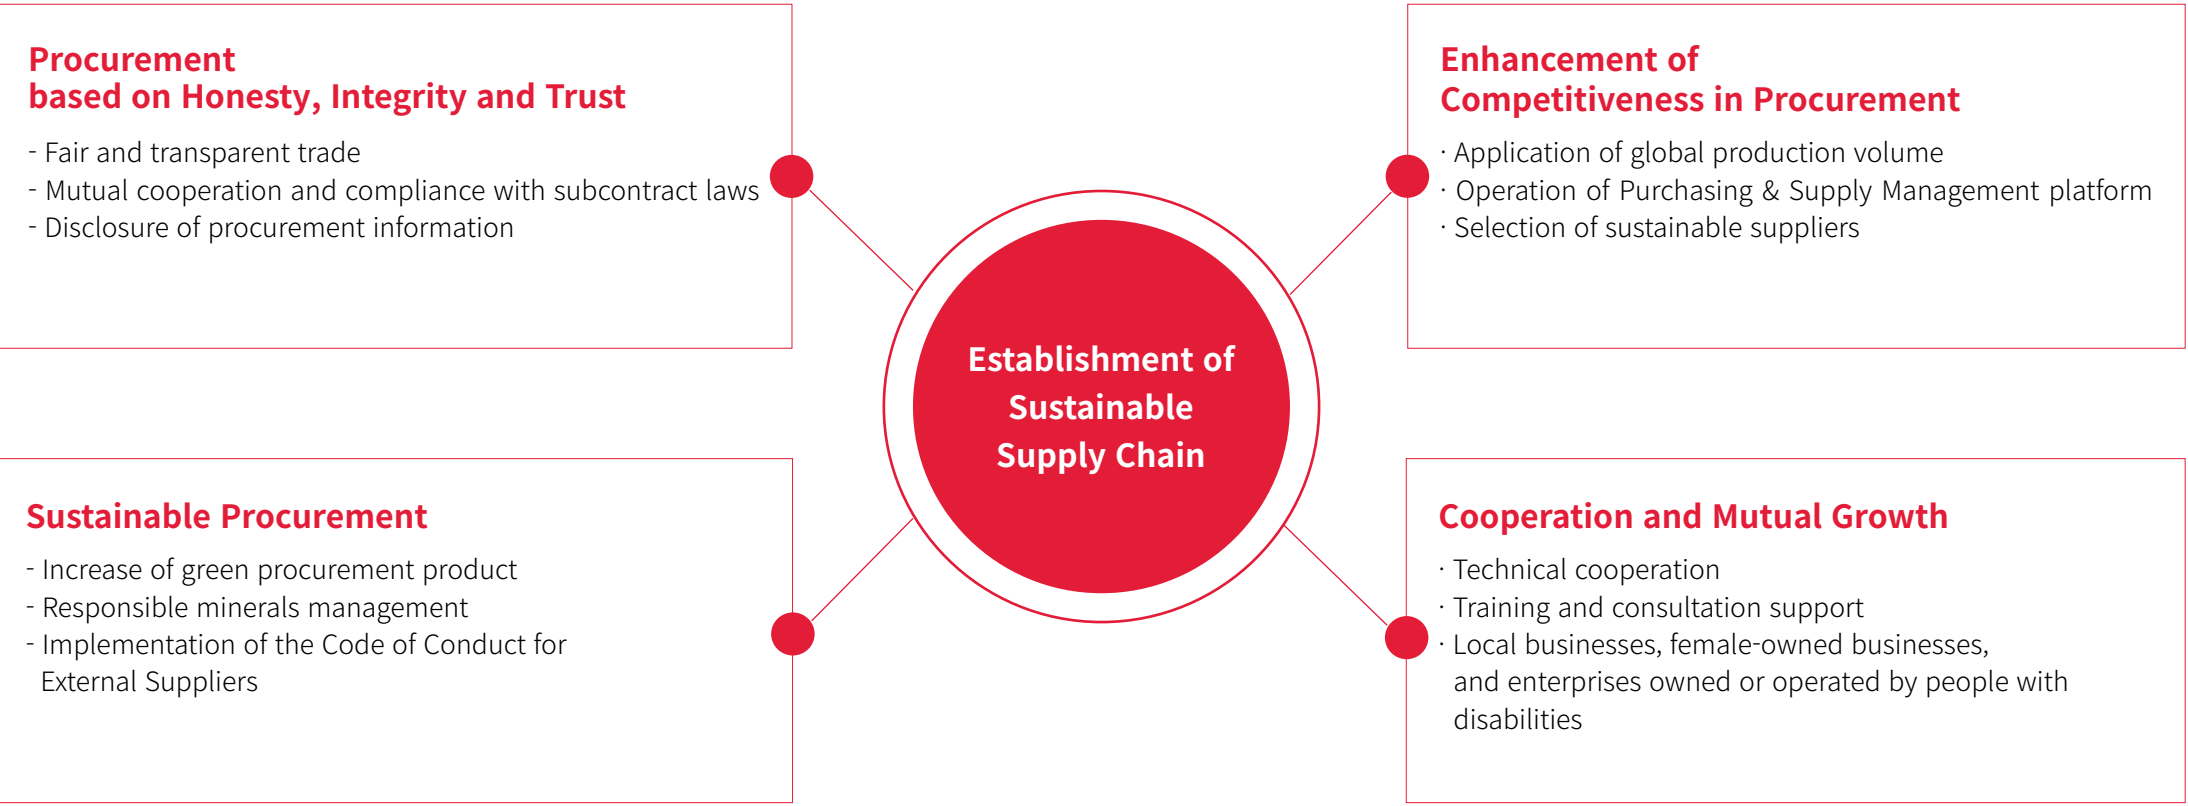 Procurement
based on Honesty, Integrity and Trust
- Fair and transparent trade
- Mutual cooperation and compliance with subcontract laws
- Disclosure of procurement information
Enhancement of
Competitiveness in Procurement
· Application of global production volume
· Operation of Purchasing & Supply Management platform
· Selection of sustainable suppliers
Establishment of
Sustainable
Supply Chain
Sustainable Procurement
- Increase of green procurement product
- Responsible minerals management
- Implementation of the Code of Conduct for
External Suppliers
Cooperation and Mutual Growth
· Technical cooperation
· Training and consultation support
· Local businesses, female-owned businesses,
and enterprises owned or operated by people with
disabilities